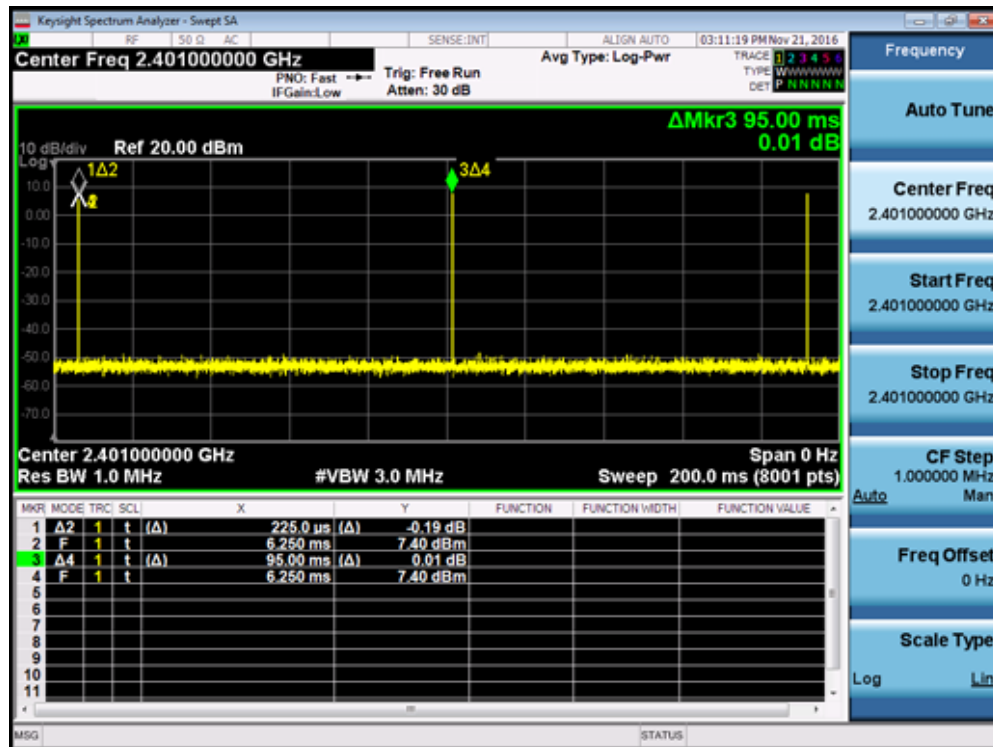 Keysight Spectrum Analyzer - Swept SA
RF 50 Ω AC SENSE:INT ALIGN AUTO 03:11:19 PM Nov 21, 2016
Center Freq 2.401000000 GHz
PNO: Fast
IFGain:Low
Trig: Free Run
Atten: 30 dB
Avg Type: Log-Pwr
TRACE 1 2 3 4 5 6
TYPE WWWWWWW
DET P N N N N N
ΔMkr3 95.00 ms
0.01 dB
10 dB/div Ref 20.00 dBm
Log
1Δ2
3Δ4
10.0
0.00
-10.0
-20.0
-30.0
-40.0
-50.0
-60.0
-70.0
Center 2.401000000 GHz Span 0 Hz
Res BW 1.0 MHz #VBW 3.0 MHz Sweep 200.0 ms (8001 pts)
MKR MODE TRC SCL X Y FUNCTION FUNCTION WIDTH FUNCTION VALUE
1 Δ2 1 t (Δ) 225.0 µs (Δ) -0.19 dB
2 F 1 t 6.250 ms 7.40 dBm
3 Δ4 1 t (Δ) 95.00 ms (Δ) 0.01 dB
4 F 1 t 6.250 ms 7.40 dBm
5
6
7
8
9
10
11
MSG STATUS
Frequency
Auto Tune
Center Freq
2.401000000 GHz
Start Freq
2.401000000 GHz
Stop Freq
2.401000000 GHz
CF Step
1.000000 MHz
Auto Man
Freq Offset
0 Hz
Scale Type
Log Lin